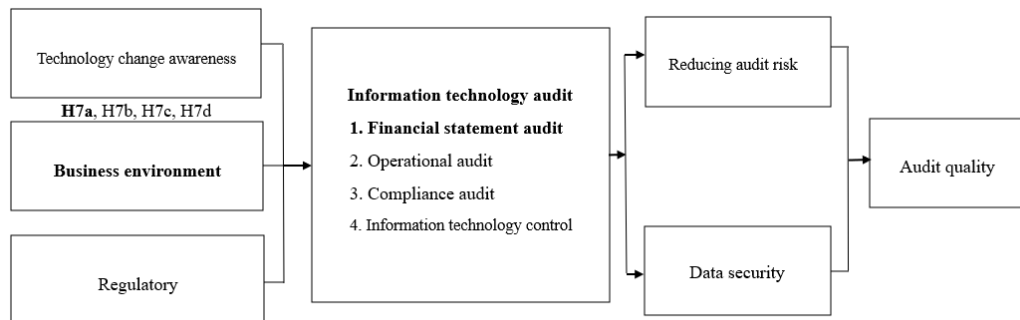 Technology change awareness
H7a, H7b, H7c, H7d
Business environment
Regulatory
Information technology audit
1. Financial statement audit
2. Operational audit
3. Compliance audit
4. Information technology control
Reducing audit risk
Data security
Audit quality